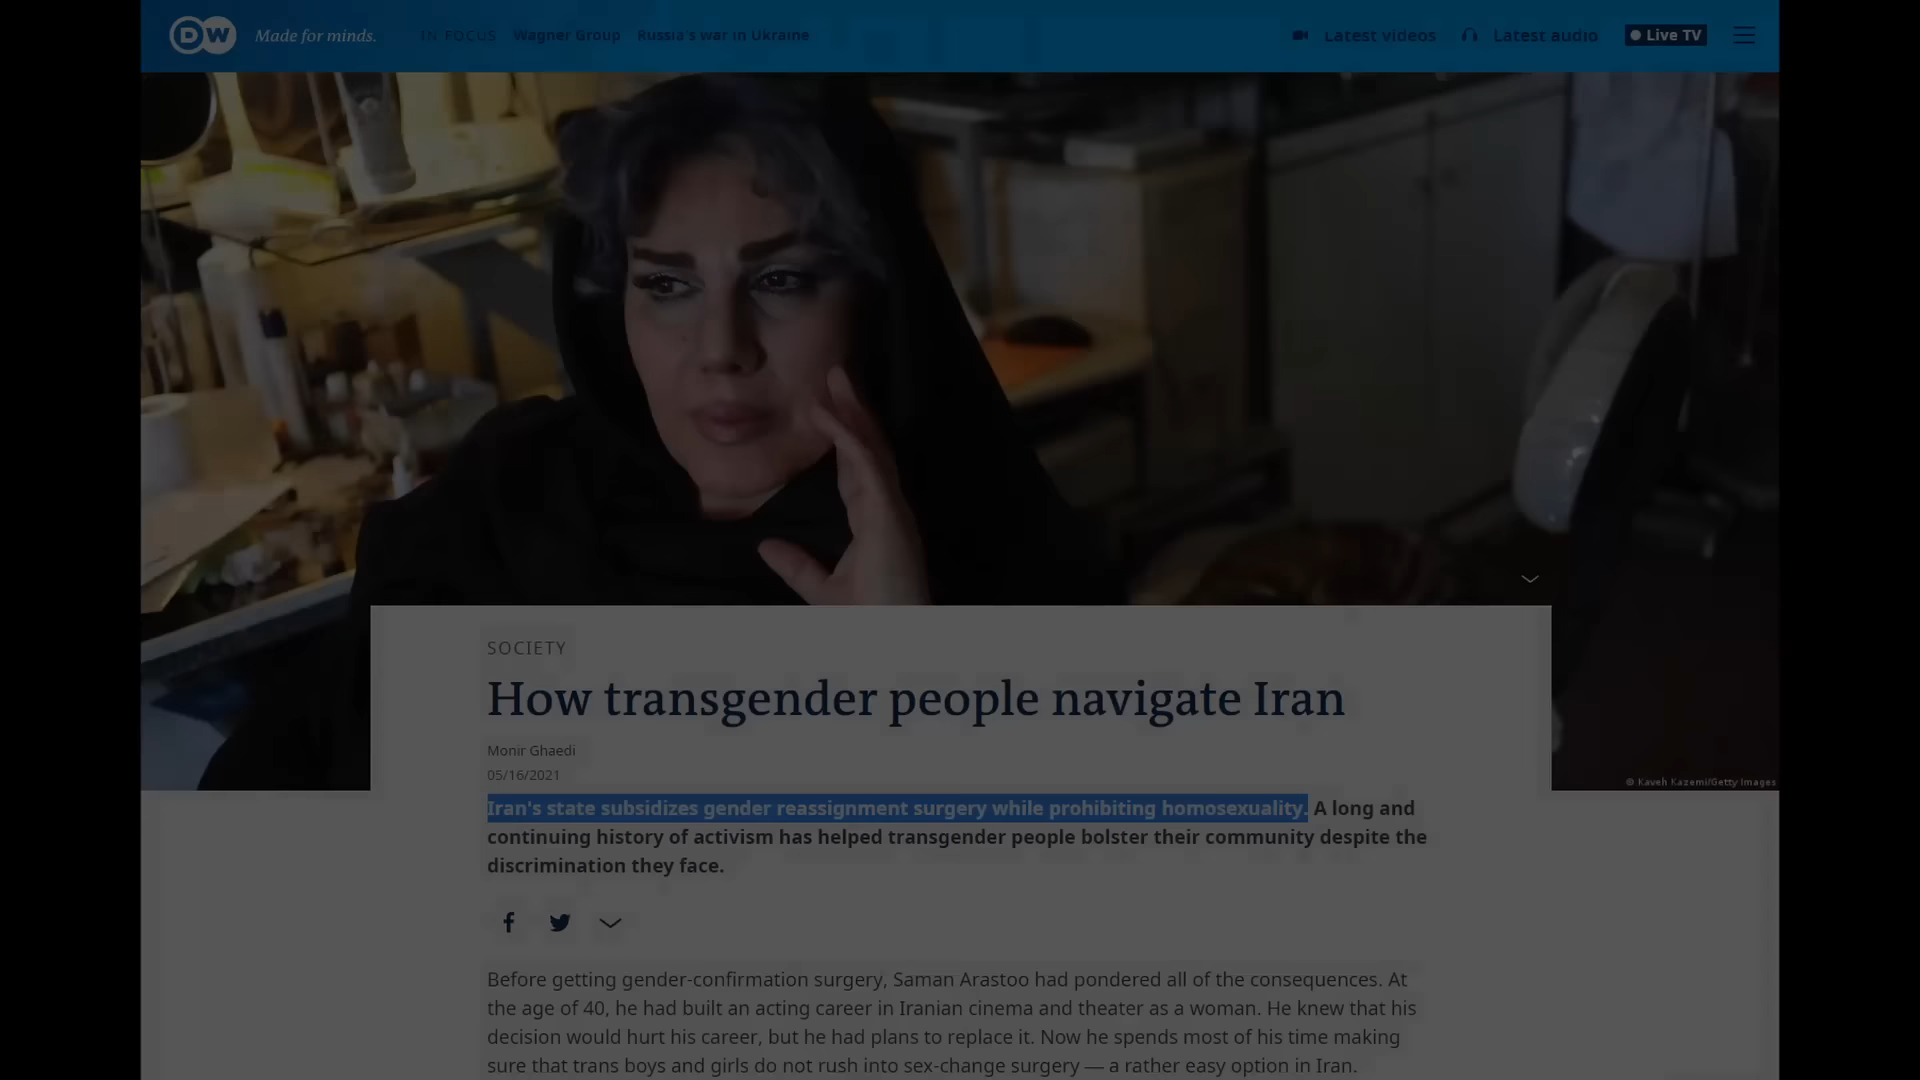 DW Made for minds. IN FOCUS Wagner Group Russia's war in Ukraine Latest videos Latest audio Live TV
© Kaveh Kazemi/Getty Images
SOCIETY
How transgender people navigate Iran
Monir Ghaedi
05/16/2021
Iran's state subsidizes gender reassignment surgery while prohibiting homosexuality. A long and
continuing history of activism has helped transgender people bolster their community despite the
discrimination they face.
Before getting gender-confirmation surgery, Saman Arastoo had pondered all of the consequences. At
the age of 40, he had built an acting career in Iranian cinema and theater as a woman. He knew that his
decision would hurt his career, but he had plans to replace it. Now he spends most of his time making
sure that trans boys and girls do not rush into sex-change surgery — a rather easy option in Iran.